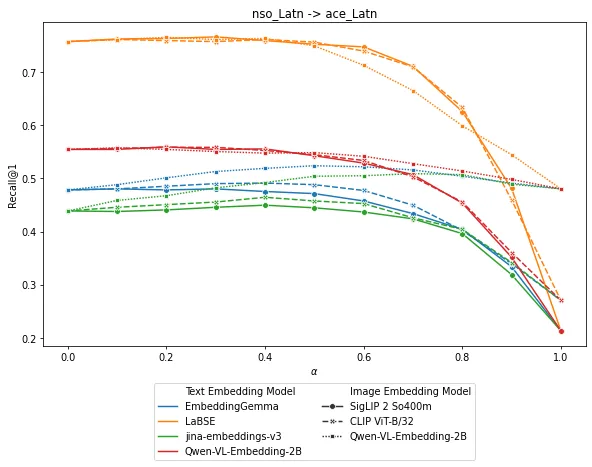 nso_Latn -> ace_Latn
Recall@1
0.7
0.6
0.5
0.4
0.3
0.2
0.0 0.2 0.4 0.6 0.8 1.0
α
Text Embedding Model
EmbeddingGemma
LaBSE
jina-embeddings-v3
Qwen-VL-Embedding-2B
Image Embedding Model
SigLIP 2 So400m
CLIP ViT-B/32
Qwen-VL-Embedding-2B